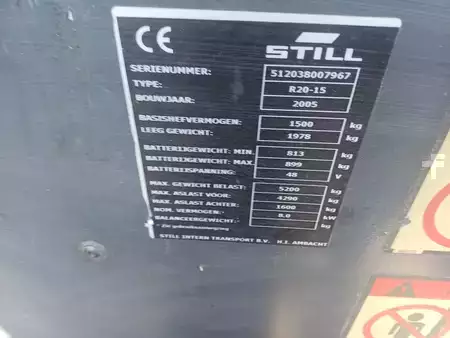 CE STILL
SERIENUMMER: 512038007967
TYPE: R20-15
BOUWJAAR: 2005
BASISHEFVERMOGEN: 1500 kg
LEEG GEWICHT: 1978 kg
BATTERIJGEWICHT: MIN. 813 kg
BATTERIJGEWICHT: MAX. 899 kg
BATTERIJSPANNING: 48 V
MAX. GEWICHT BELAST: 5200 kg
MAX. ASLAST VOOR: 4290 kg
MAX. ASLAST ACHTER: 1600 kg
NOM. VERMOGEN: 8.0 kW
BALANCEERGEWICHT: kg
* Zie gebruiksaanwijzing
STILL INTERN TRANSPORT B.V. H.I. AMBACHT